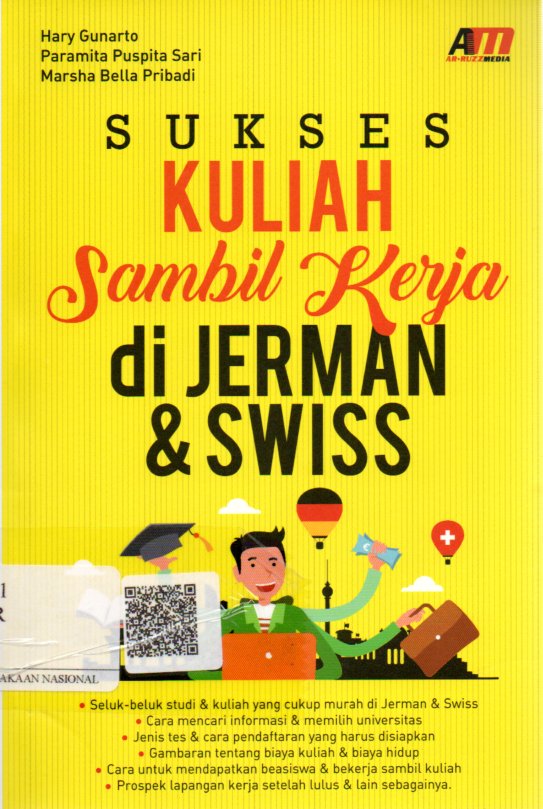 Hary Gunarto
Paramita Puspita Sari
Marsha Bella Pribadi
AM
AR•RUZZ MEDIA
SUKSES
KULIAH
Sambil Kerja
di JERMAN
& SWISS
1
R
AKAAN NASIONAL
• Seluk-beluk studi & kuliah yang cukup murah di Jerman & Swiss
• Cara mencari informasi & memilih universitas
• Jenis tes & cara pendaftaran yang harus disiapkan
• Gambaran tentang biaya kuliah & biaya hidup
• Cara untuk mendapatkan beasiswa & bekerja sambil kuliah
• Prospek lapangan kerja setelah lulus & lain sebagainya.